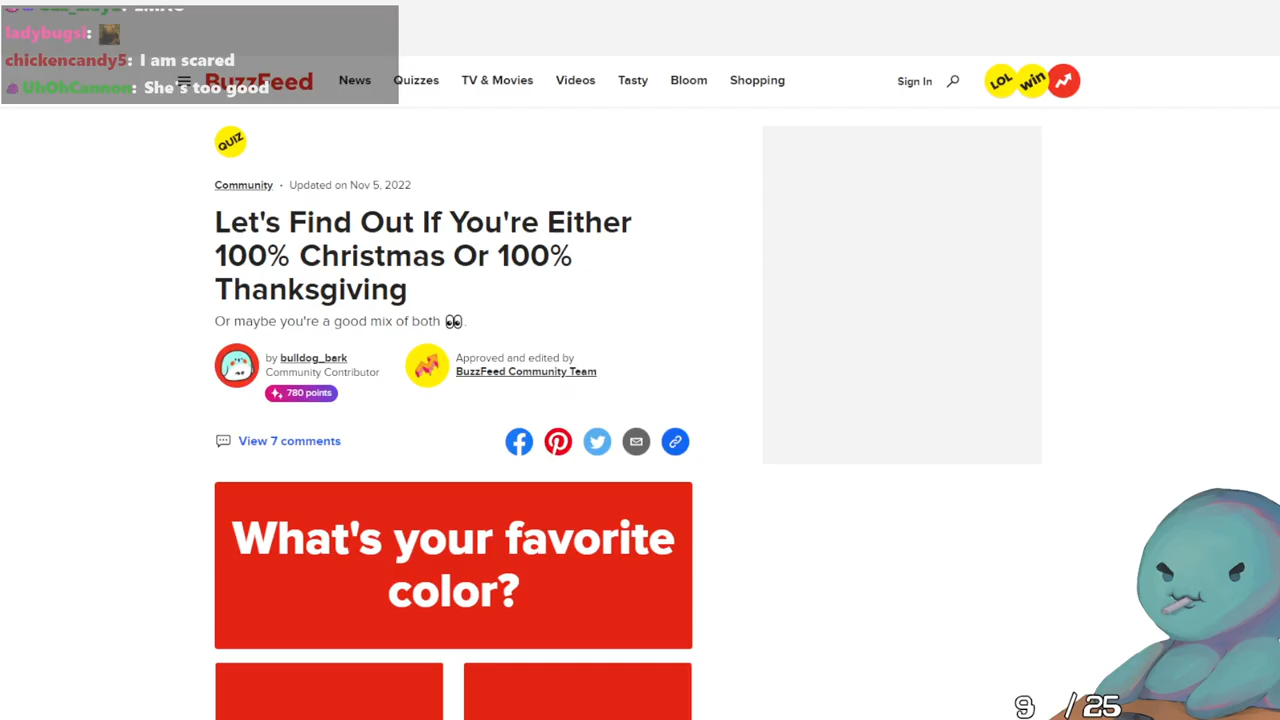 ladybugsi:
chickencandy5: I am scared
UhOhCannon: She's too good
BuzzFeed News Quizzes TV & Movies Videos Tasty Bloom Shopping Sign In LOL win
QUIZ
Community · Updated on Nov 5, 2022
Let's Find Out If You're Either
100% Christmas Or 100%
Thanksgiving
Or maybe you're a good mix of both 👀.
by bulldog_bark
Community Contributor
780 points
Approved and edited by
BuzzFeed Community Team
View 7 comments
What's your favorite
color?
9 / 25